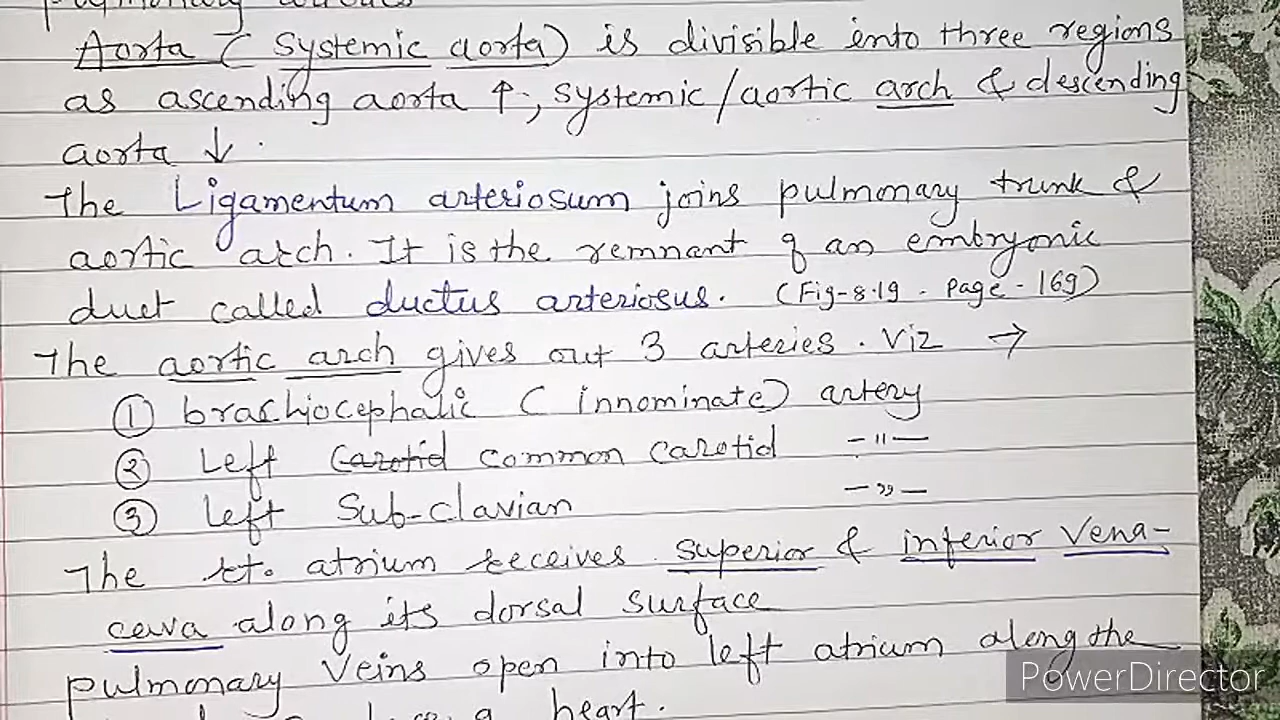 Aorta (systemic aorta) is divisible into three regions
as ascending aorta ↑, systemic/aortic arch & descending
aorta ↓.
The Ligamentum arteriosum joins pulmonary trunk &
aortic arch. It is the remnant of an embryonic
duct called ductus arteriosus. (Fig-8.19. Page-169)
The aortic arch gives out 3 arteries. Viz →
① brachiocephalic (innominate) artery
② Left Carotid common carotid —"—
③ Left Sub-clavian —"—
The rt. atrium receives superior & inferior Vena-
cava along its dorsal surface
pulmonary Veins open into left atrium along the
heart.
PowerDirector